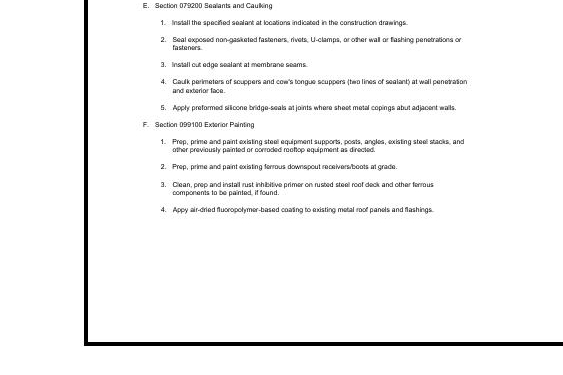 E. Section 079200 Sealants and Caulking
1. Install the specified sealant at locations indicated in the construction drawings.
2. Seal exposed non-gasketed fasteners, rivets, U-clamps, or other wall or flashing penetrations or
fasteners.
3. Install cut edge sealant at membrane seams.
4. Caulk perimeters of scuppers and cow's tongue scuppers (two lines of sealant) at wall penetration
and exterior face.
5. Apply preformed silicone bridge-seals at joints where sheet metal copings abut adjacent walls.
F. Section 099100 Exterior Painting
1. Prep, prime and paint existing steel equipment supports, posts, angles, existing steel stacks, and
other previously painted or corroded rooftop equipment as directed.
2. Prep, prime and paint existing ferrous downspout receivers/boots at grade.
3. Clean, prep and install rust inhibitive primer on rusted steel roof deck and other ferrous
components to be painted, if found.
4. Appy air-dried fluoropolymer-based coating to existing metal roof panels and flashings.